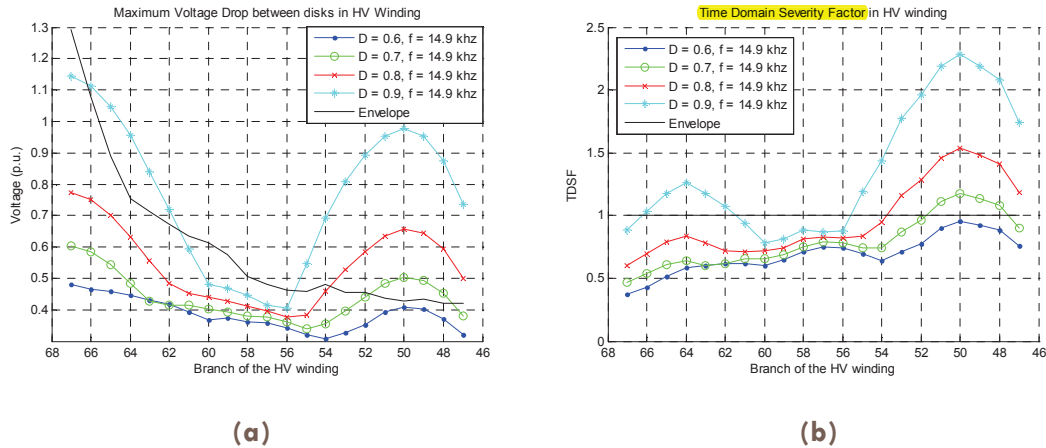 Maximum Voltage Drop between disks in HV Winding
1.3
1.2
1.1
1
0.9
0.8
0.7
0.6
0.5
0.4
Voltage (p.u.)
D = 0.6, f = 14.9 khz
D = 0.7, f = 14.9 khz
D = 0.8, f = 14.9 khz
D = 0.9, f = 14.9 khz
Envelope
68 66 64 62 60 58 56 54 52 50 48 46
Branch of the HV winding
(a)
Time Domain Severity Factor in HV winding
2.5
2
1.5
1
0.5
0
TDSF
D = 0.6, f = 14.9 khz
D = 0.7, f = 14.9 khz
D = 0.8, f = 14.9 khz
D = 0.9, f = 14.9 khz
Envelope
68 66 64 62 60 58 56 54 52 50 48 46
Branch of the HV winding
(b)